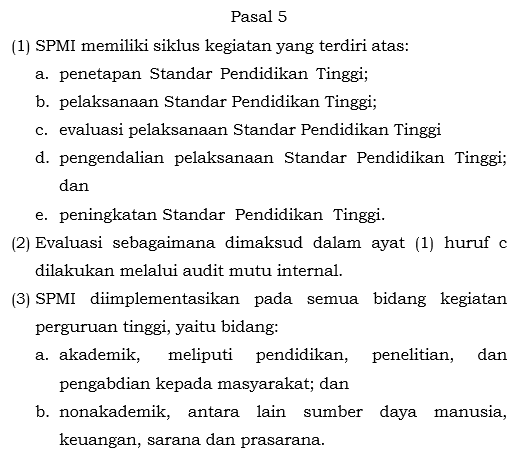 Pasal 5
(1) SPMI memiliki siklus kegiatan yang terdiri atas:
a. penetapan Standar Pendidikan Tinggi;
b. pelaksanaan Standar Pendidikan Tinggi;
c. evaluasi pelaksanaan Standar Pendidikan Tinggi
d. pengendalian pelaksanaan Standar Pendidikan Tinggi;
dan
e. peningkatan Standar Pendidikan Tinggi.
(2) Evaluasi sebagaimana dimaksud dalam ayat (1) huruf c
dilakukan melalui audit mutu internal.
(3) SPMI diimplementasikan pada semua bidang kegiatan
perguruan tinggi, yaitu bidang:
a. akademik, meliputi pendidikan, penelitian, dan
pengabdian kepada masyarakat; dan
b. nonakademik, antara lain sumber daya manusia,
keuangan, sarana dan prasarana.